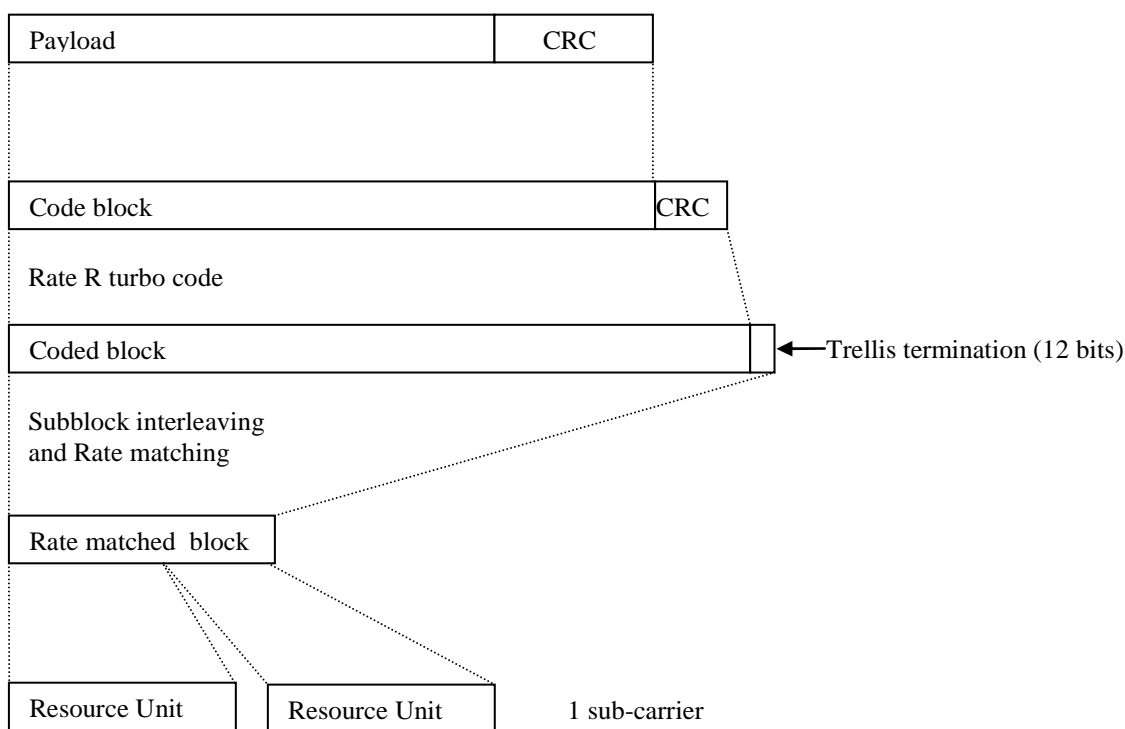 Payload CRC
Code block CRC
Rate R turbo code
Coded block Trellis termination (12 bits)
Subblock interleaving
and Rate matching
Rate matched block
Resource Unit Resource Unit 1 sub-carrier